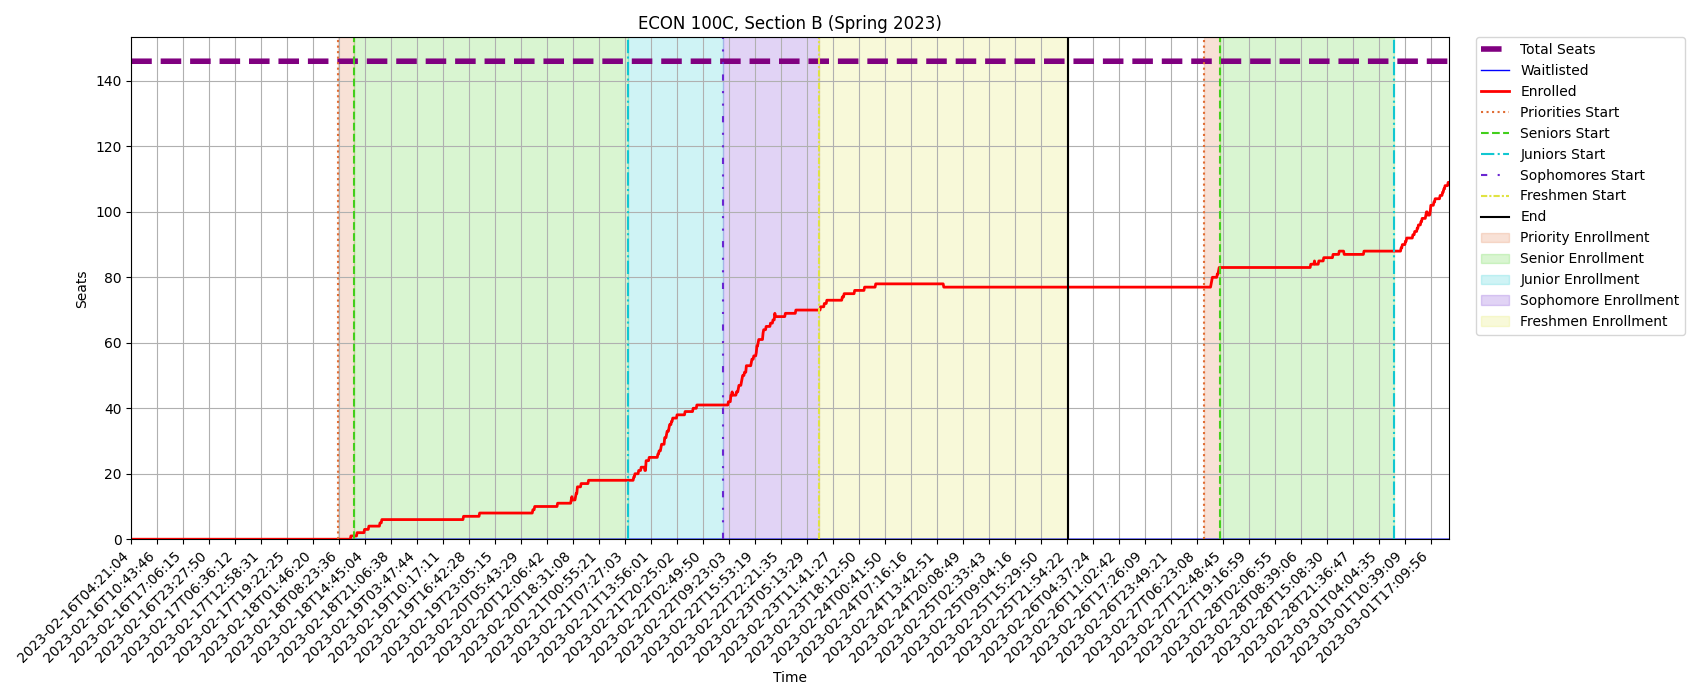 ECON 100C, Section B (Spring 2023)
Seats
140
120
100
80
60
40
20
0
2023-02-16T04:21:04
2023-02-16T10:43:46
2023-02-16T17:06:15
2023-02-16T23:27:50
2023-02-17T06:36:12
2023-02-17T12:58:31
2023-02-17T19:22:25
2023-02-18T01:46:20
2023-02-18T08:23:36
2023-02-18T14:45:04
2023-02-18T21:06:38
2023-02-19T03:47:44
2023-02-19T10:17:11
2023-02-19T16:42:28
2023-02-19T23:05:15
2023-02-20T05:43:29
2023-02-20T12:06:42
2023-02-20T18:31:08
2023-02-21T00:55:21
2023-02-21T07:27:03
2023-02-21T13:56:01
2023-02-21T20:25:02
2023-02-22T02:49:50
2023-02-22T09:23:03
2023-02-22T15:53:19
2023-02-22T22:21:35
2023-02-23T05:13:29
2023-02-23T11:41:27
2023-02-23T18:12:50
2023-02-24T00:41:50
2023-02-24T07:16:16
2023-02-24T13:42:51
2023-02-24T20:08:49
2023-02-25T02:33:43
2023-02-25T09:04:16
2023-02-25T15:29:50
2023-02-25T21:54:22
2023-02-26T04:37:24
2023-02-26T11:02:42
2023-02-26T17:26:09
2023-02-26T23:49:21
2023-02-27T06:23:08
2023-02-27T12:48:45
2023-02-27T19:16:59
2023-02-28T02:06:55
2023-02-28T08:39:06
2023-02-28T15:08:30
2023-02-28T21:36:47
2023-03-01T04:04:35
2023-03-01T10:39:09
2023-03-01T17:09:56
Time
Total Seats
Waitlisted
Enrolled
Priorities Start
Seniors Start
Juniors Start
Sophomores Start
Freshmen Start
End
Priority Enrollment
Senior Enrollment
Junior Enrollment
Sophomore Enrollment
Freshmen Enrollment